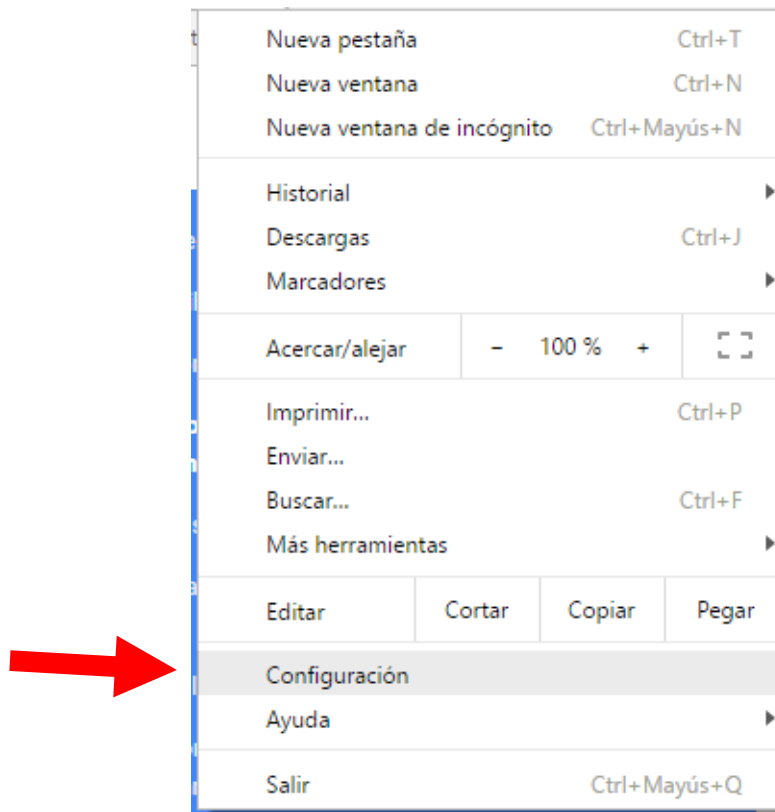 Nueva pestaña Ctrl+T
Nueva ventana Ctrl+N
Nueva ventana de incógnito Ctrl+Mayús+N
Historial
Descargas Ctrl+J
Marcadores
Acercar/alejar - 100 % +
Imprimir... Ctrl+P
Enviar...
Buscar... Ctrl+F
Más herramientas
Editar Cortar Copiar Pegar
Configuración
Ayuda
Salir Ctrl+Mayús+Q